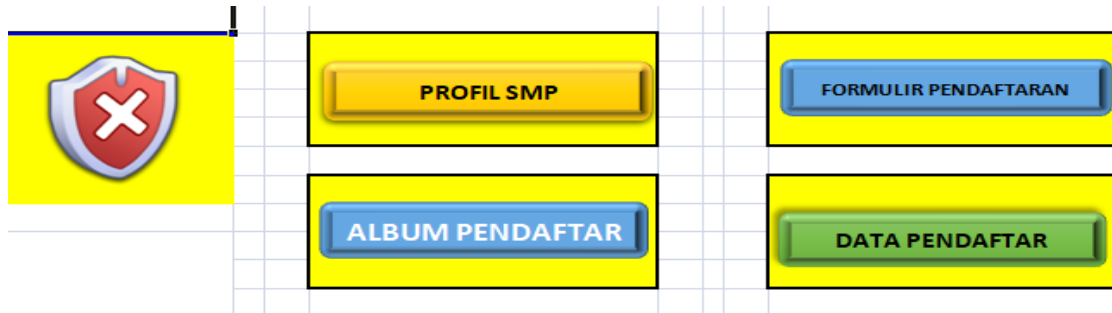 PROFIL SMP
FORMULIR PENDAFTARAN
ALBUM PENDAFTAR
DATA PENDAFTAR